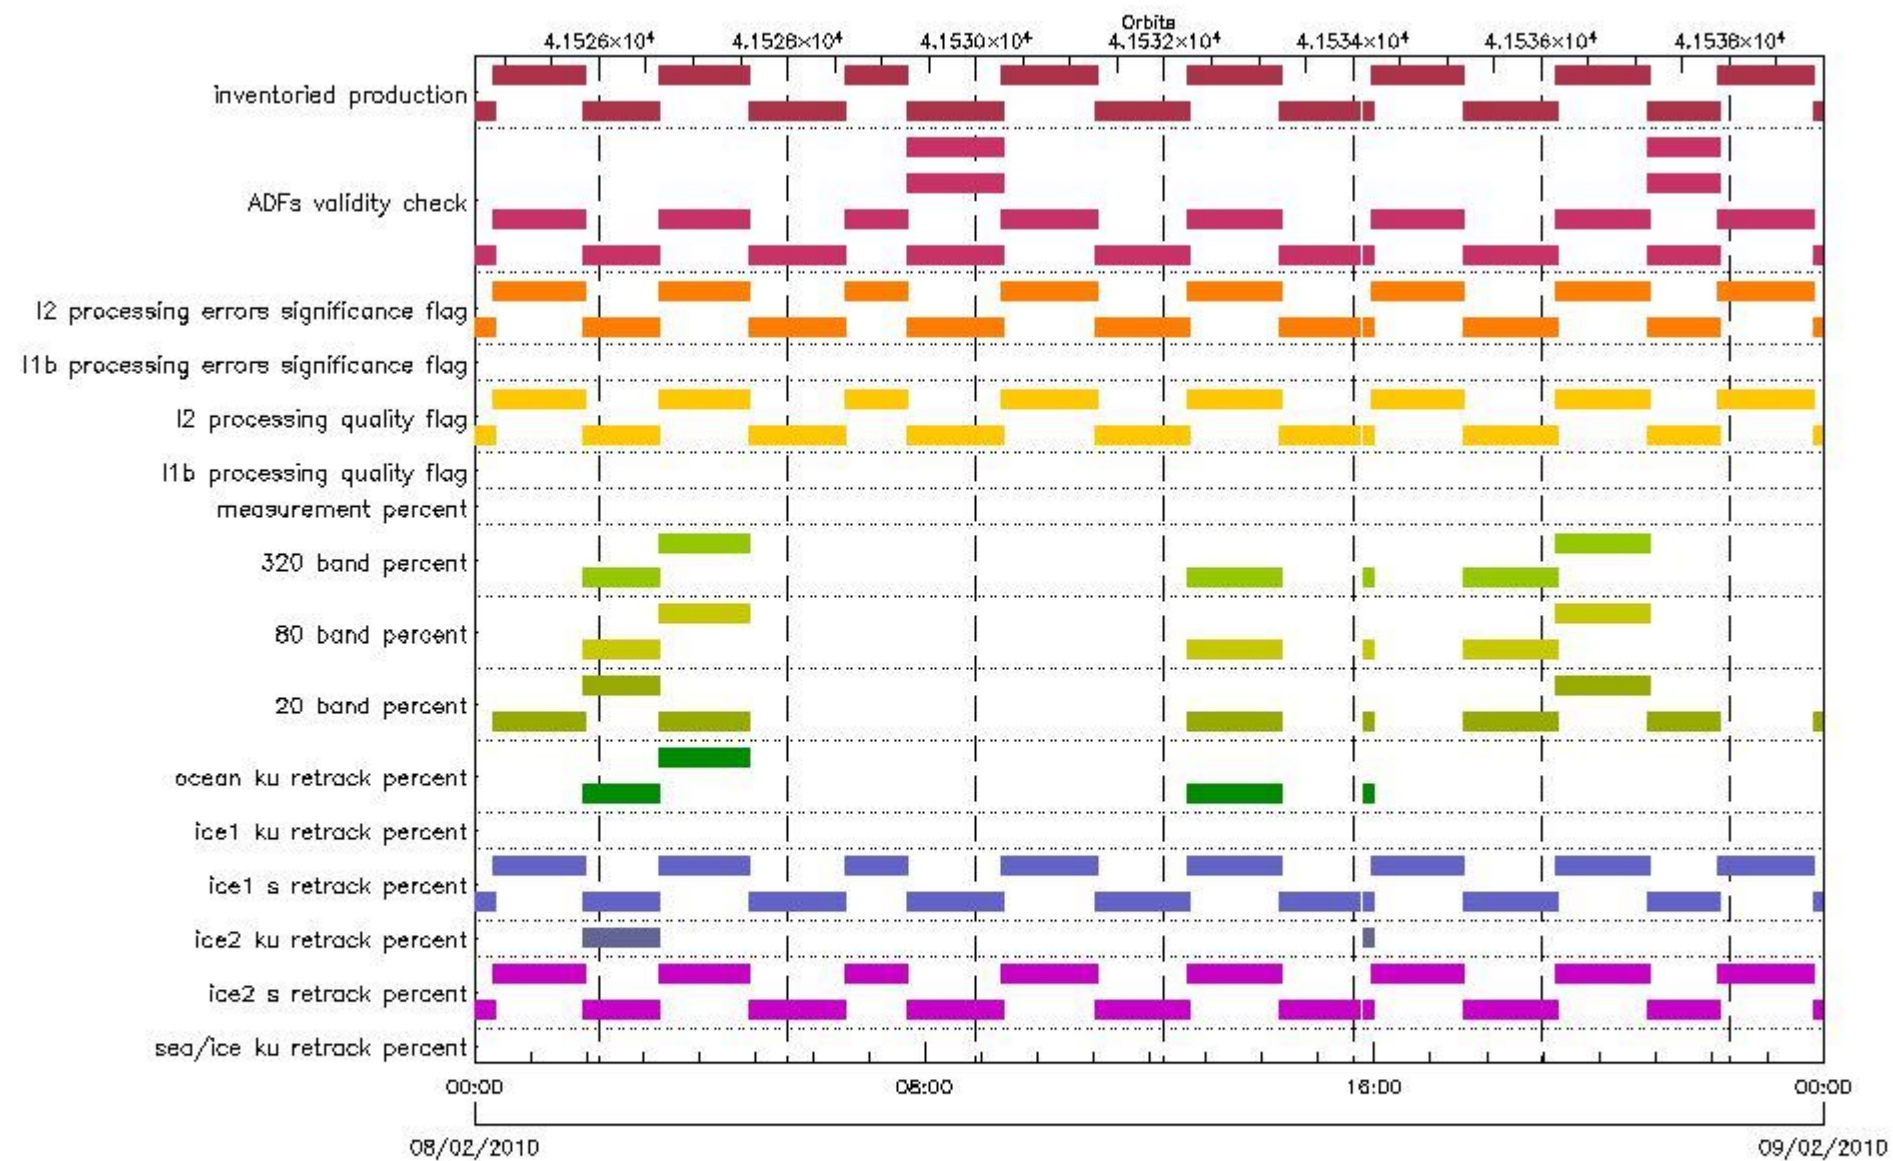 Orbits
4.1526×10⁴ 4.1528×10⁴ 4.1530×10⁴ 4.1532×10⁴ 4.1534×10⁴ 4.1536×10⁴ 4.1536×10⁴
inventoried production
ADFs validity check
l2 processing errors significance flag
l1b processing errors significance flag
l2 processing quality flag
l1b processing quality flag
measurement percent
320 band percent
80 band percent
20 band percent
ocean ku retrack percent
ice1 ku retrack percent
ice1 s retrack percent
ice2 ku retrack percent
ice2 s retrack percent
sea/ice ku retrack percent
00:00 08:00 16:00 00:00
08/02/2010 09/02/2010